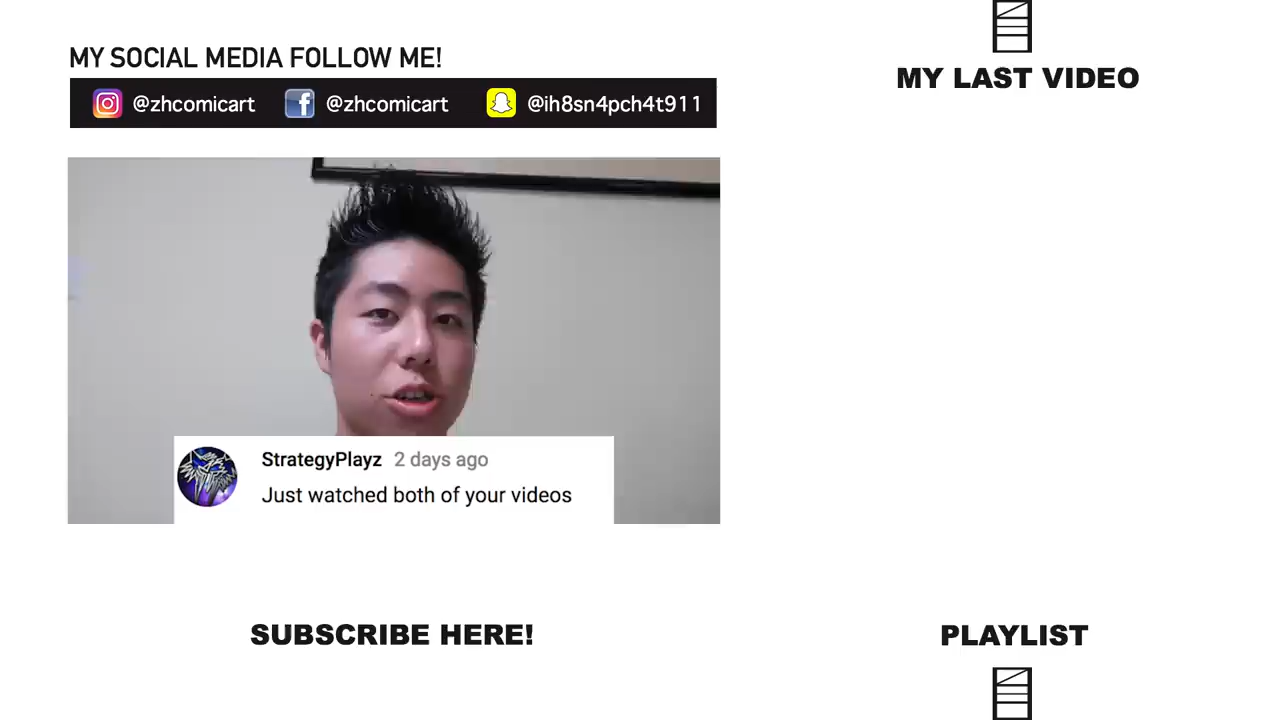 MY SOCIAL MEDIA FOLLOW ME!
@zhcomicart @zhcomicart @ih8sn4pch4t911
MY LAST VIDEO
StrategyPlayz 2 days ago
Just watched both of your videos
SUBSCRIBE HERE!
PLAYLIST